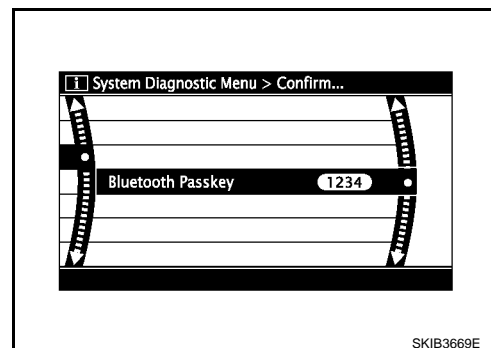 i System Diagnostic Menu > Confirm...
Bluetooth Passkey 1234
SKIB3669E